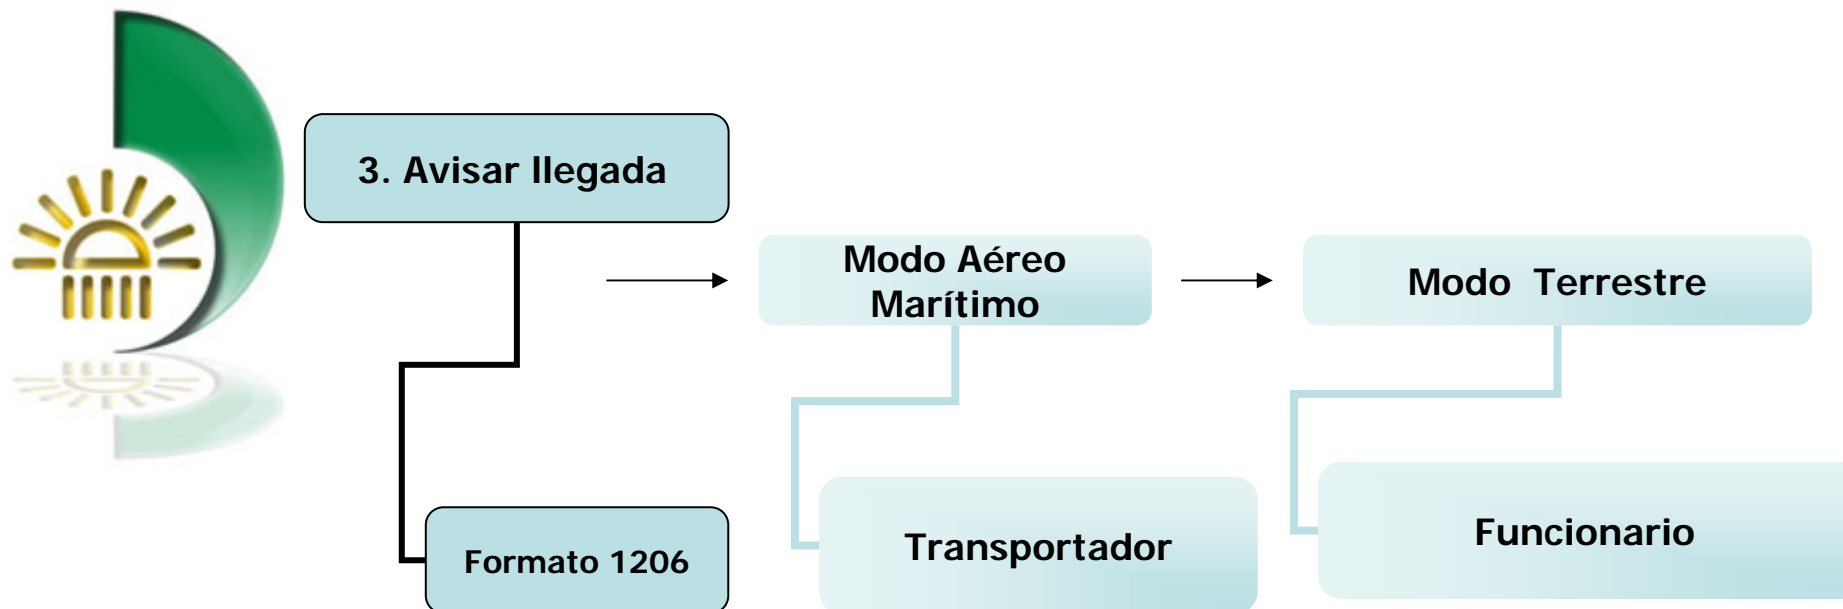 3. Avisar llegada
Modo Aéreo
Marítimo
Modo Terrestre
Formato 1206
Transportador
Funcionario